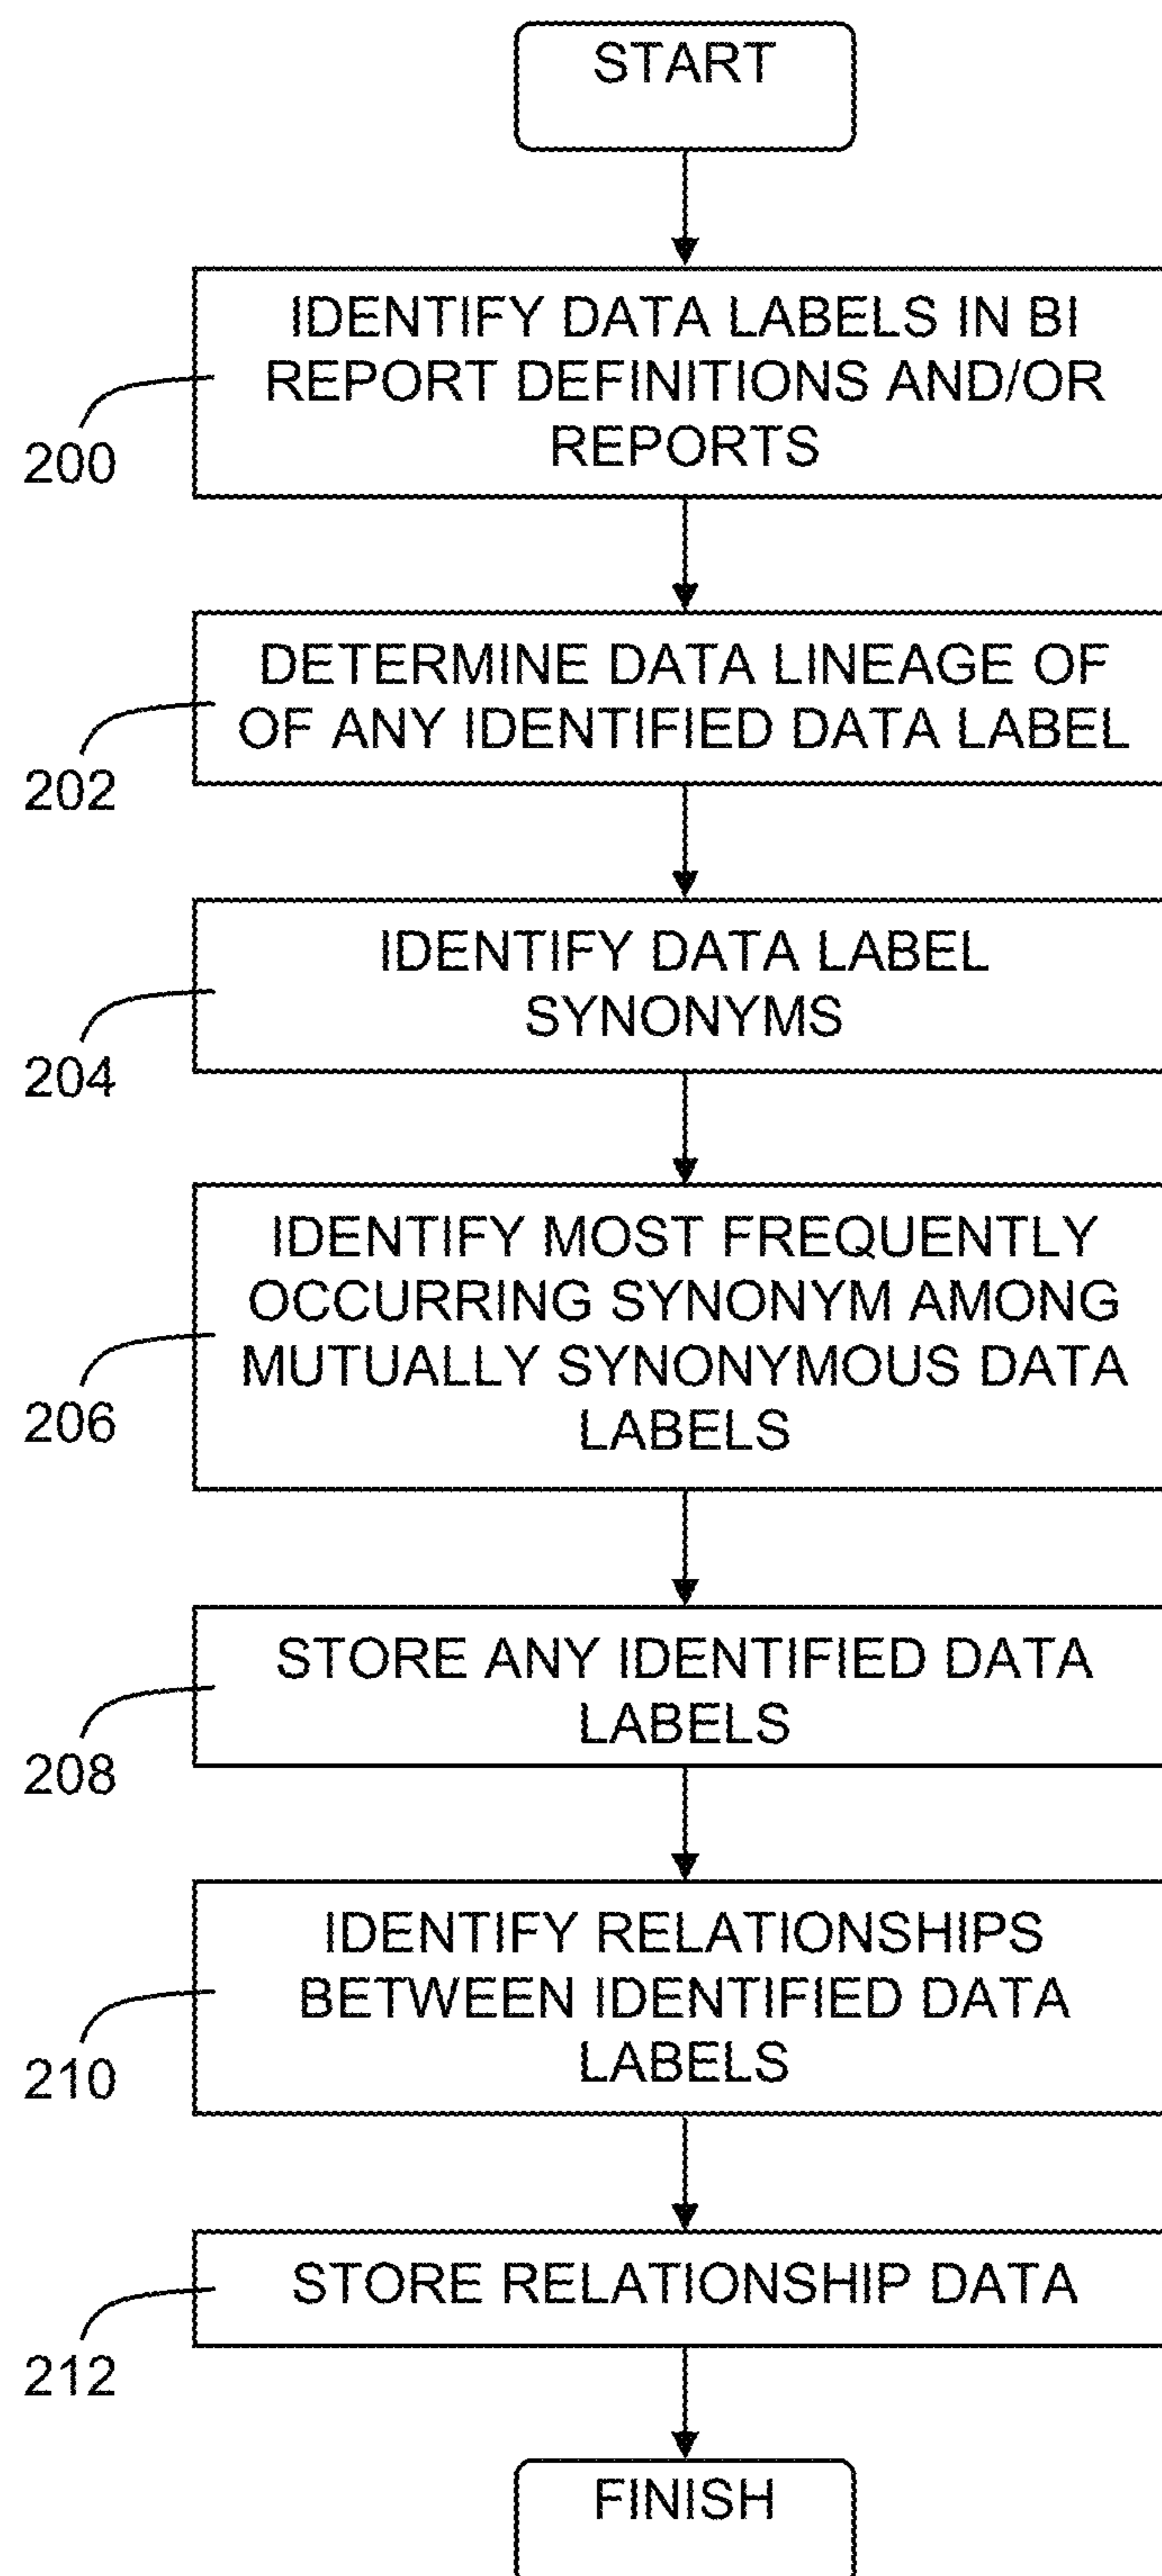 START
IDENTIFY DATA LABELS IN BI
REPORT DEFINITIONS AND/OR
REPORTS
200
DETERMINE DATA LINEAGE OF
OF ANY IDENTIFIED DATA LABEL
202
IDENTIFY DATA LABEL
SYNONYMS
204
IDENTIFY MOST FREQUENTLY
OCCURRING SYNONYM AMONG
MUTUALLY SYNONYMOUS DATA
LABELS
206
STORE ANY IDENTIFIED DATA
LABELS
208
IDENTIFY RELATIONSHIPS
BETWEEN IDENTIFIED DATA
LABELS
210
STORE RELATIONSHIP DATA
212
FINISH